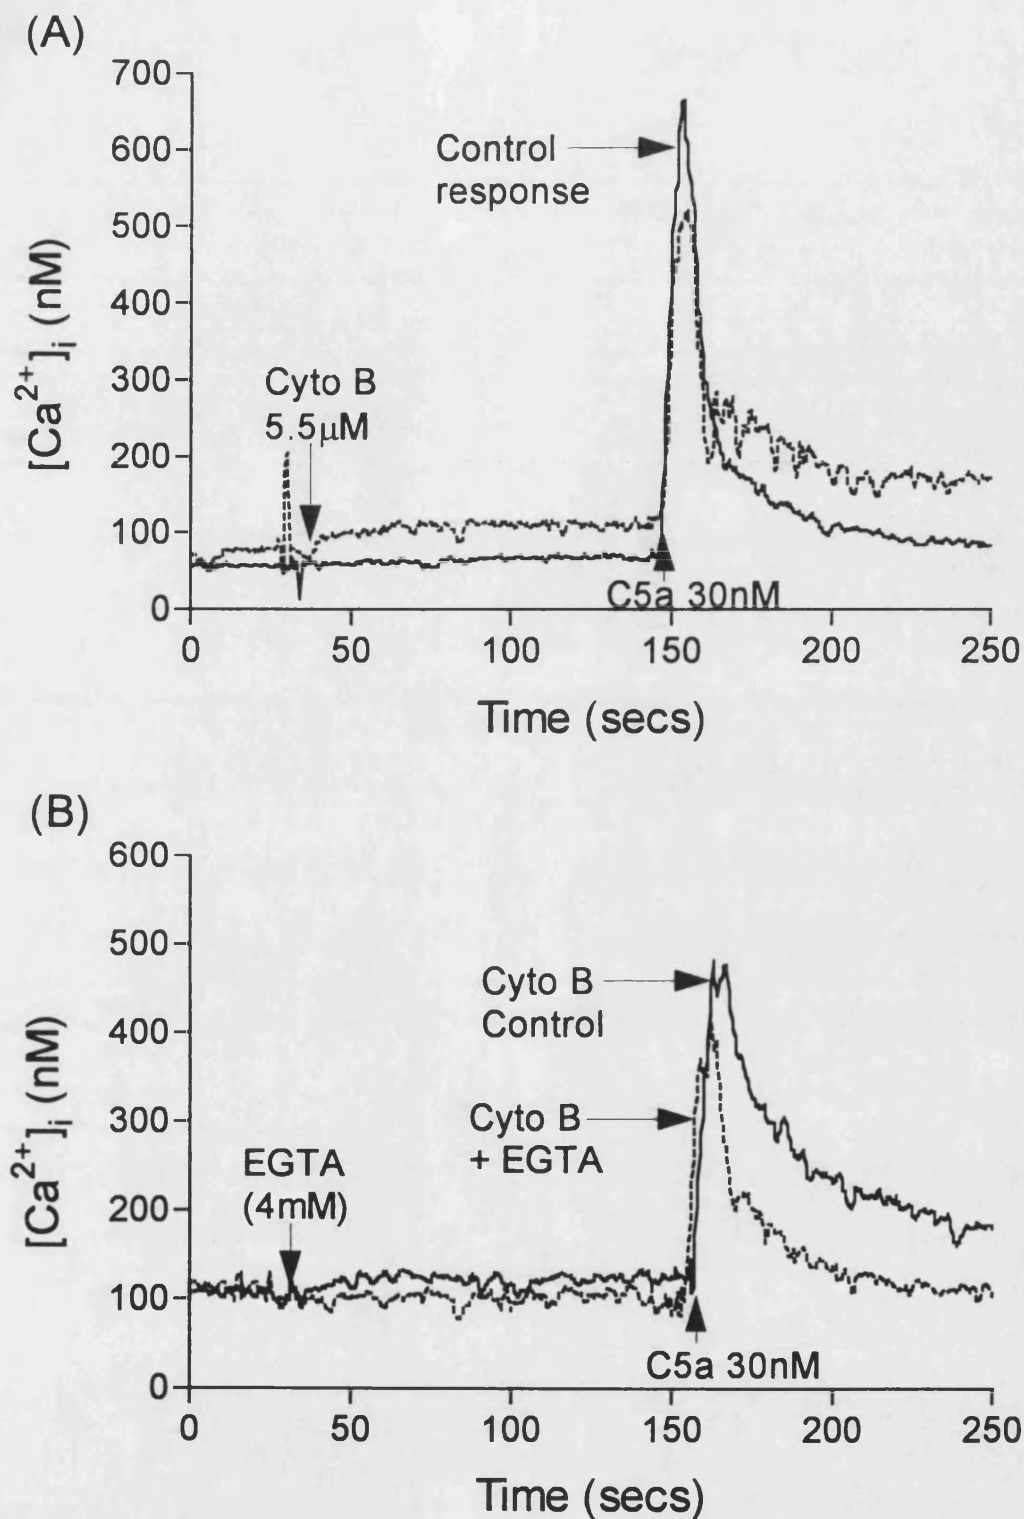 (A)
700
600
500
400
300
200
100
0
[Ca2+]i (nM)
Control
response
Cyto B
5.5µM
C5a 30nM
0 50 100 150 200 250
Time (secs)
(B)
600
500
400
300
200
100
0
[Ca2+]i (nM)
Cyto B
Control
Cyto B
+ EGTA
EGTA
(4mM)
C5a 30nM
0 50 100 150 200 250
Time (secs)